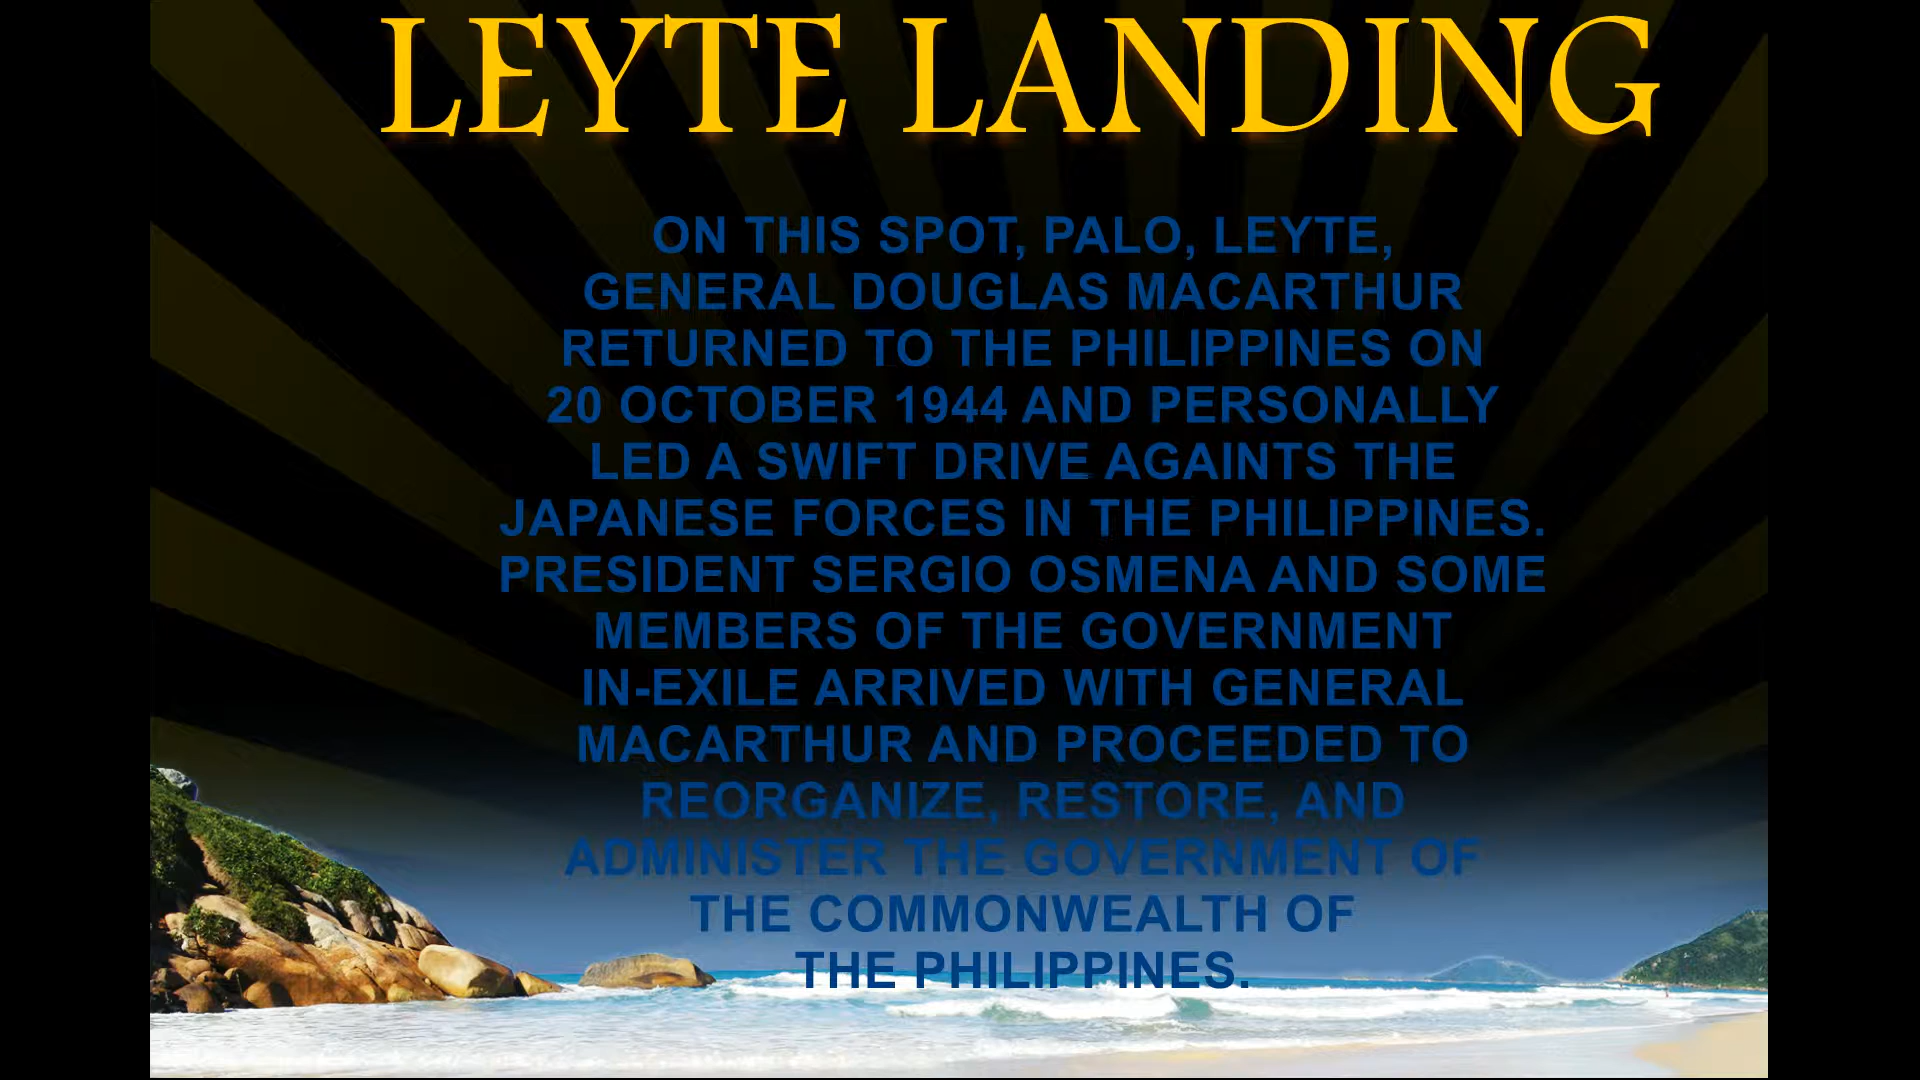 LEYTE LANDING
ON THIS SPOT, PALO, LEYTE,
GENERAL DOUGLAS MACARTHUR
RETURNED TO THE PHILIPPINES ON
20 OCTOBER 1944 AND PERSONALLY
LED A SWIFT DRIVE AGAINTS THE
JAPANESE FORCES IN THE PHILIPPINES.
PRESIDENT SERGIO OSMENA AND SOME
MEMBERS OF THE GOVERNMENT
IN-EXILE ARRIVED WITH GENERAL
MACARTHUR AND PROCEEDED TO
REORGANIZE, RESTORE, AND
ADMINISTER THE GOVERNMENT OF
THE COMMONWEALTH OF
THE PHILIPPINES.